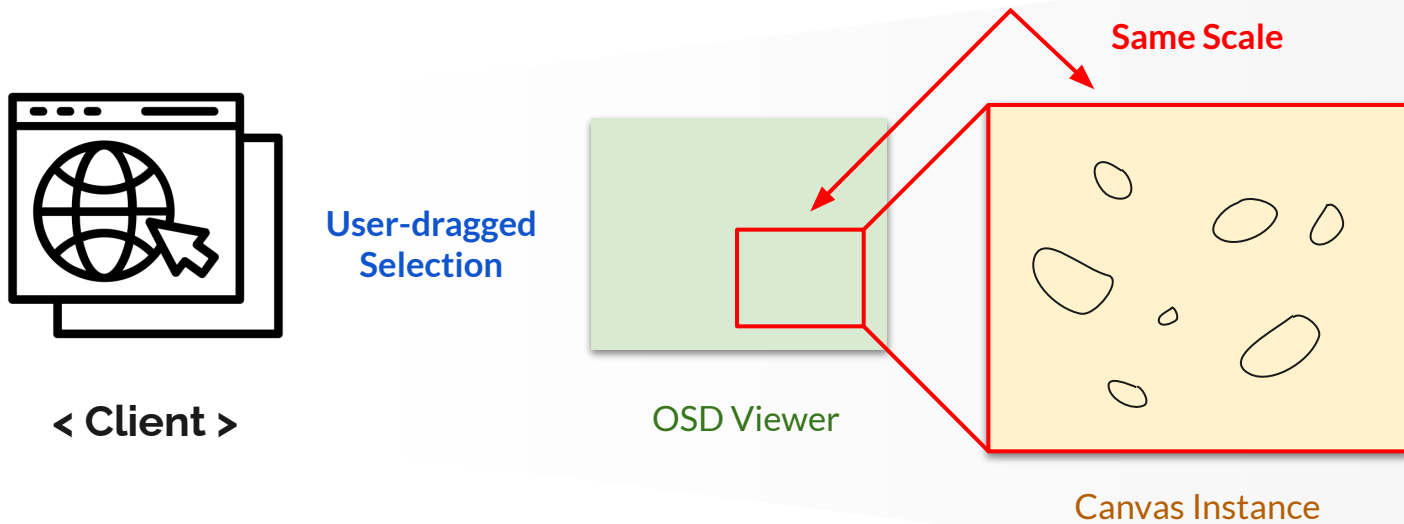 Same Scale
User-dragged
Selection
< Client >
OSD Viewer
Canvas Instance